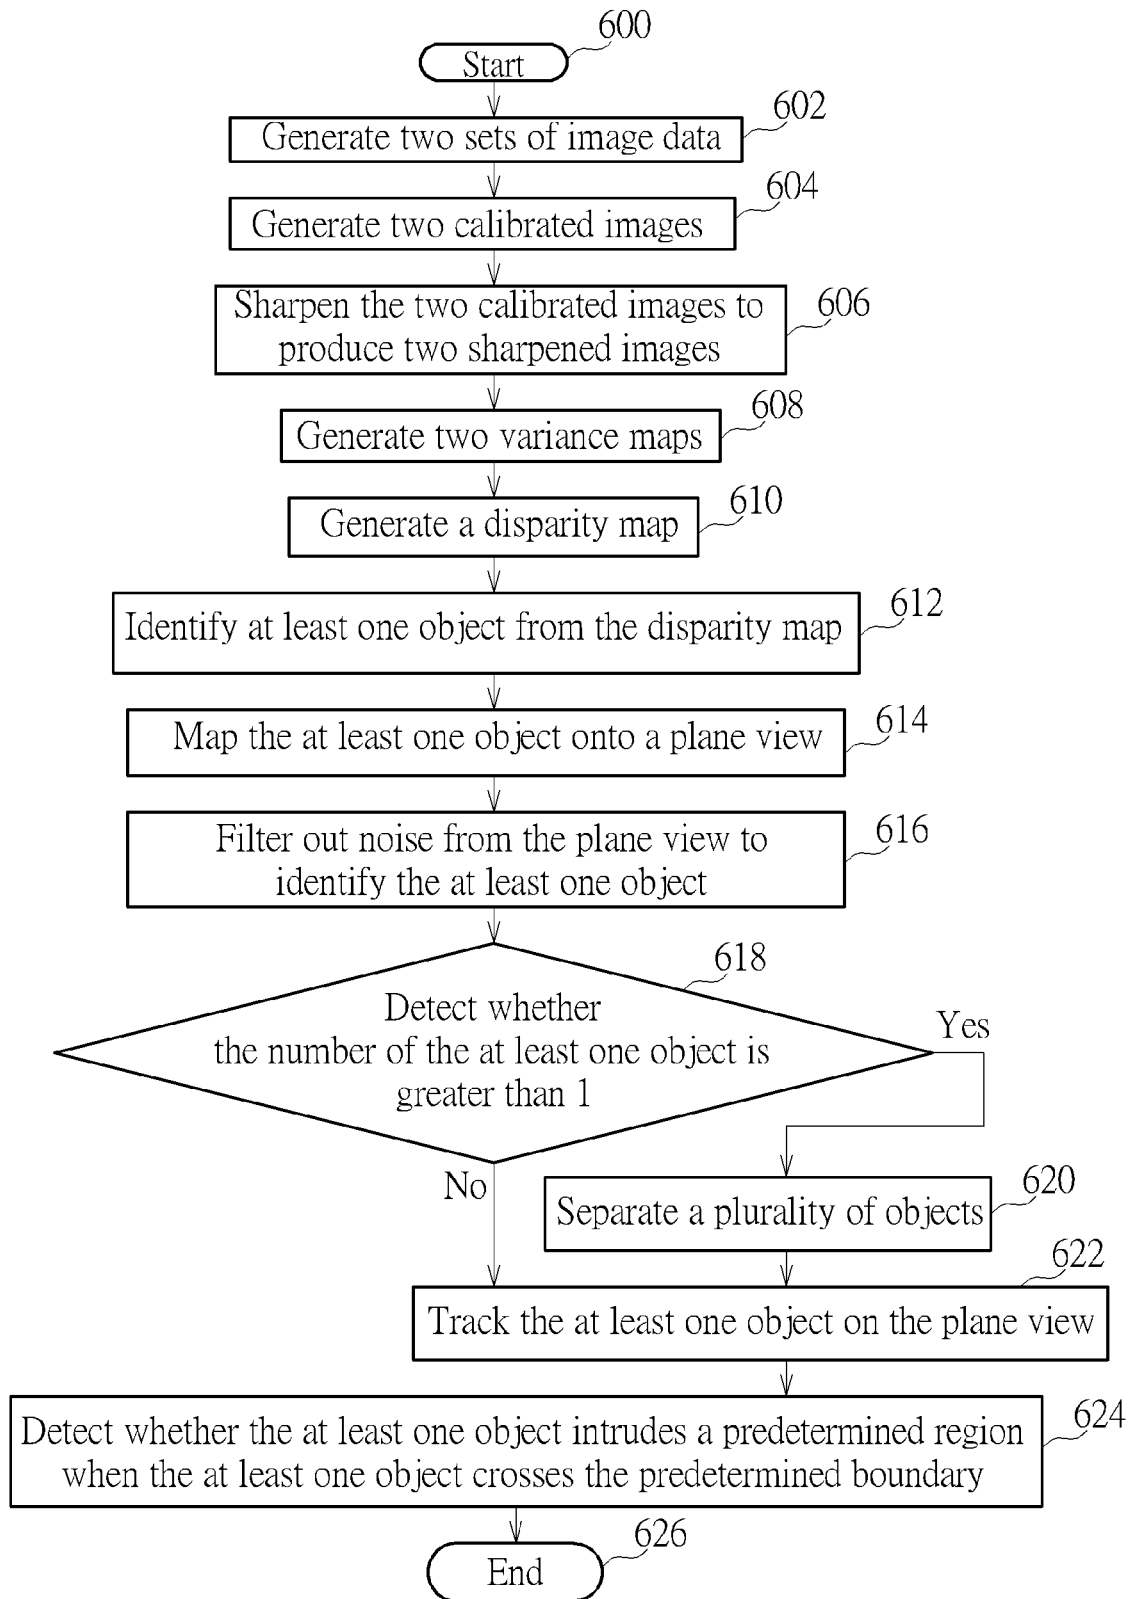 600
Start
602
Generate two sets of image data
604
Generate two calibrated images
606
Sharpen the two calibrated images to
produce two sharpened images
608
Generate two variance maps
610
Generate a disparity map
612
Identify at least one object from the disparity map
614
Map the at least one object onto a plane view
616
Filter out noise from the plane view to
identify the at least one object
618
Detect whether
the number of the at least one object is
greater than 1
Yes
No
620
Separate a plurality of objects
622
Track the at least one object on the plane view
624
Detect whether the at least one object intrudes a predetermined region
when the at least one object crosses the predetermined boundary
626
End